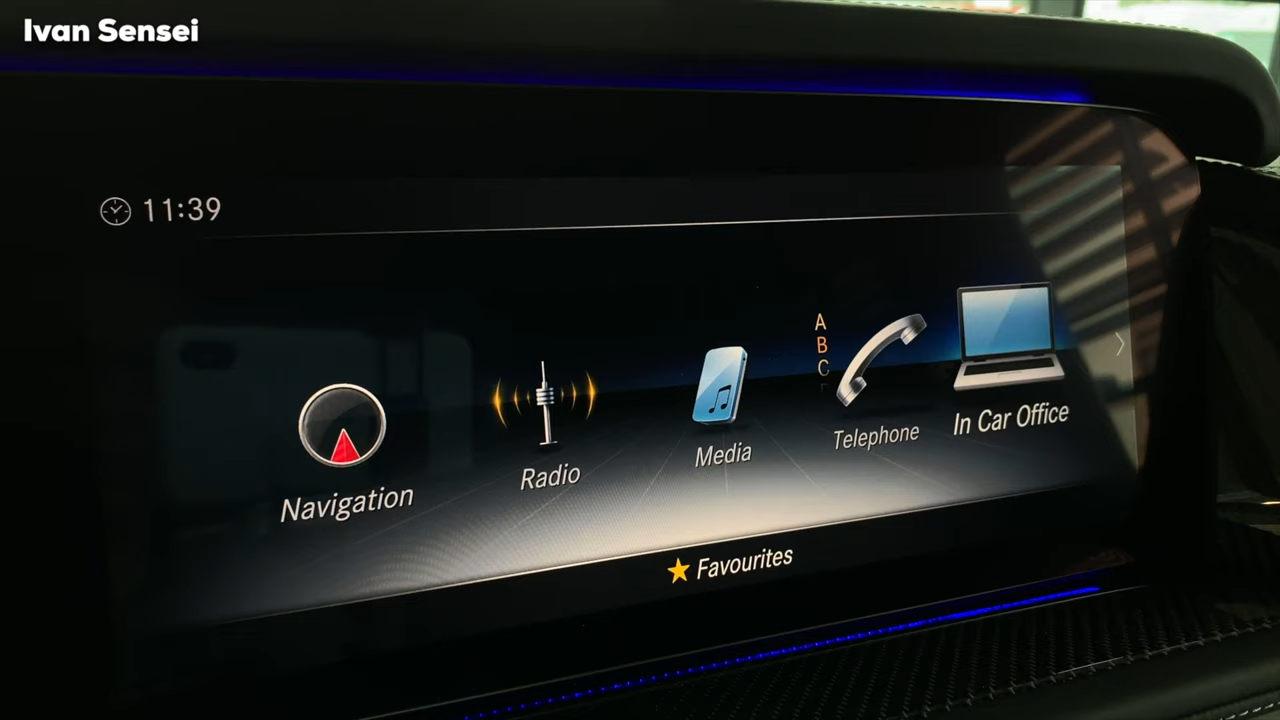 Ivan Sensei
11:39
Navigation
Radio
Media
A
B
C
Telephone
In Car Office
Favourites